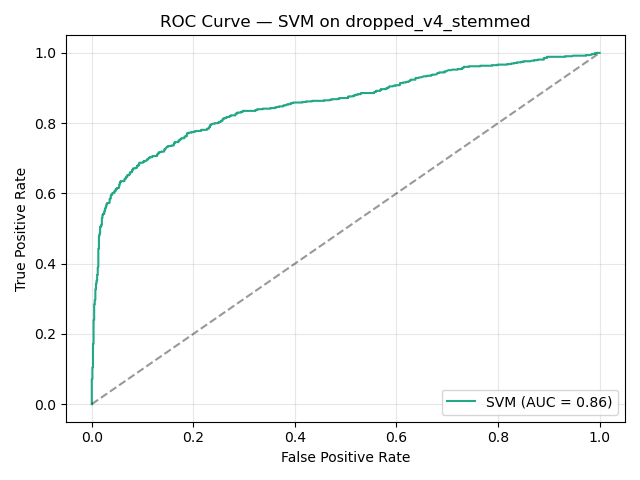 ROC Curve — SVM on dropped_v4_stemmed
True Positive Rate
1.0
0.8
0.6
0.4
0.2
0.0
SVM (AUC = 0.86)
0.0 0.2 0.4 0.6 0.8 1.0
False Positive Rate